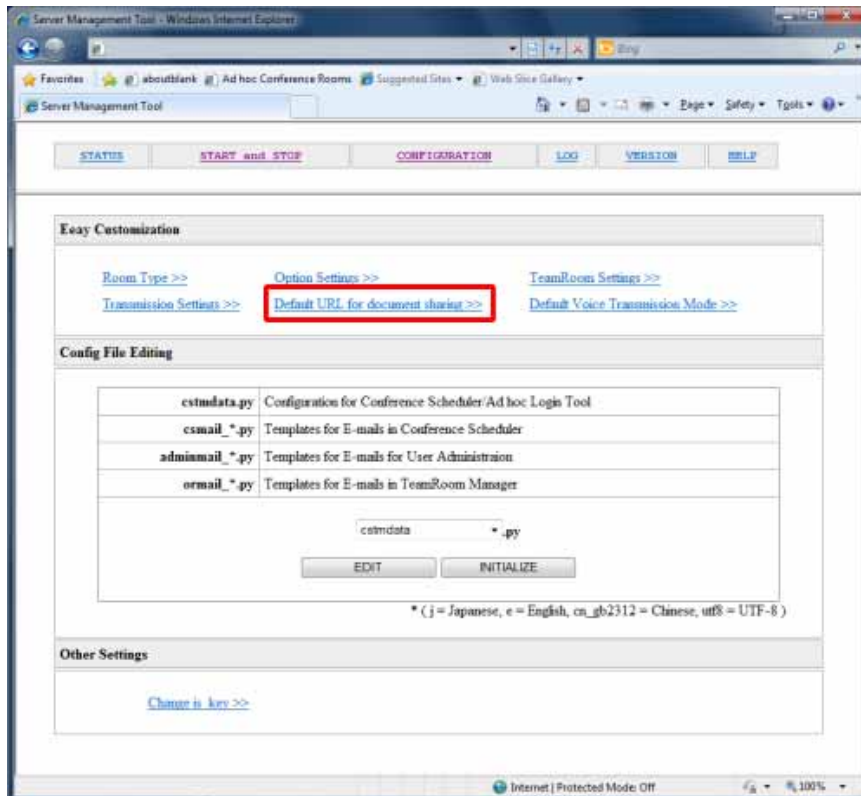 Server Management Tool - Windows Internet Explorer
Bing
Favorites aboutblank Ad hoc Conference Rooms Suggested Sites Web Slice Gallery
Server Management Tool Page Safety Tools
STATUS START and STOP CONFIGURATION LOG VERSION HELP
Easy Customization
Room Type >> Option Settings >> TeamRoom Settings >>
Transmission Settings >> Default URL for document sharing >> Default Voice Transmission Mode >>
Config File Editing
cstmdata.py Configuration for Conference Scheduler/Ad hoc Login Tool
csmail_*.py Templates for E-mails in Conference Scheduler
adminmail_*.py Templates for E-mails for User Administraion
ormail_*.py Templates for E-mails in TeamRoom Manager
cstmdata .py
EDIT INITIALIZE
* ( j = Japanese, e = English, cn_gb2312 = Chinese, utf8 = UTF-8 )
Other Settings
Change is_key >>
Internet | Protected Mode: Off 100%